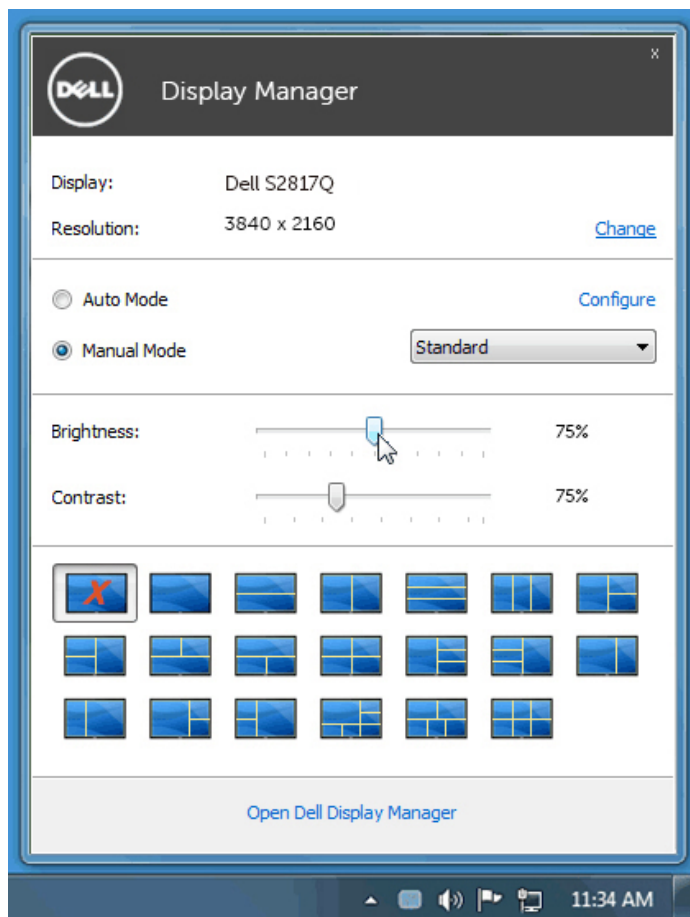 x
DELL
Display Manager
Display: Dell S2817Q
Resolution: 3840 x 2160 Change
Auto Mode Configure
Manual Mode Standard
Brightness: 75%
Contrast: 75%
Open Dell Display Manager
11:34 AM